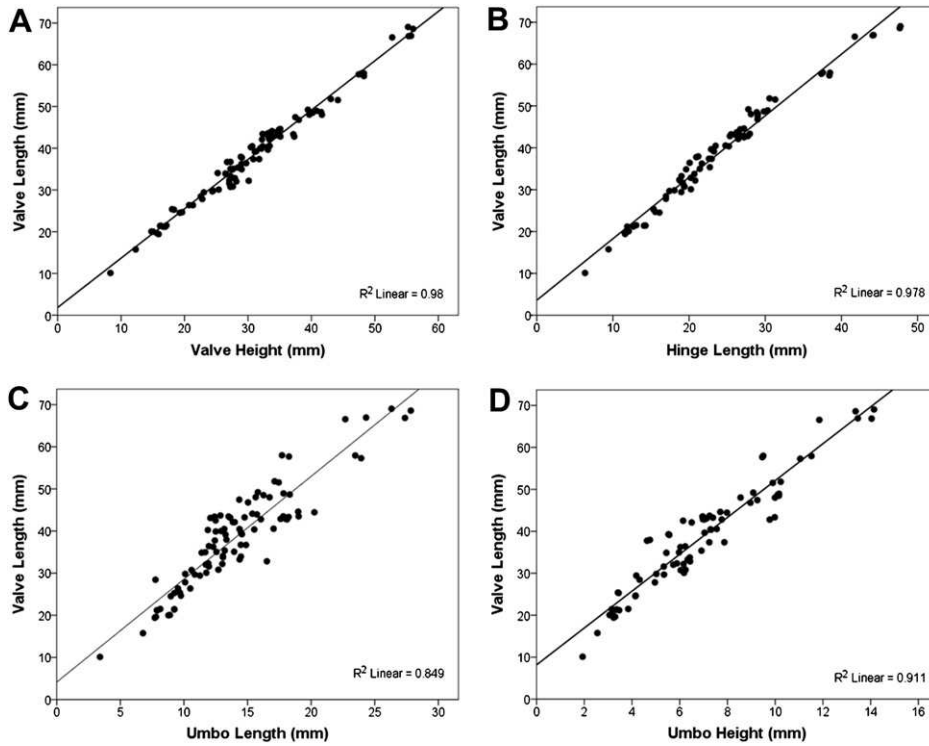 A
Valve Length (mm)
70
60
50
40
30
20
10
0
R² Linear = 0.98
0 10 20 30 40 50 60
Valve Height (mm)
B
Valve Length (mm)
70
60
50
40
30
20
10
0
R² Linear = 0.978
0 10 20 30 40 50
Hinge Length (mm)
C
Valve Length (mm)
70
60
50
40
30
20
10
0
R² Linear = 0.849
0 5 10 15 20 25 30
Umbo Length (mm)
D
Valve Length (mm)
70
60
50
40
30
20
10
0
R² Linear = 0.911
0 2 4 6 8 10 12 14 16
Umbo Height (mm)